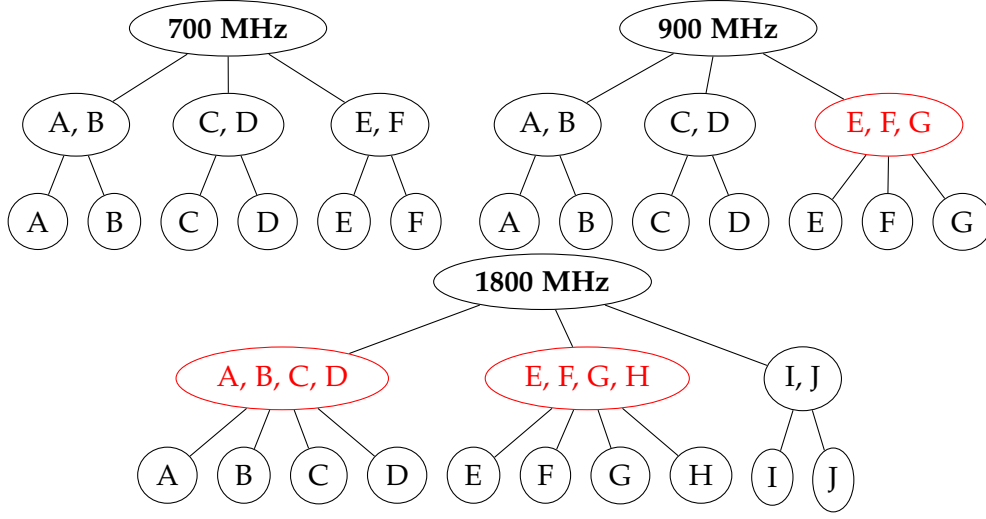 700 MHz
900 MHz
A, B
C, D
E, F
A, B
C, D
E, F, G
A
B
C
D
E
F
A
B
C
D
E
F
G
1800 MHz
A, B, C, D
E, F, G, H
I, J
A
B
C
D
E
F
G
H
I
J